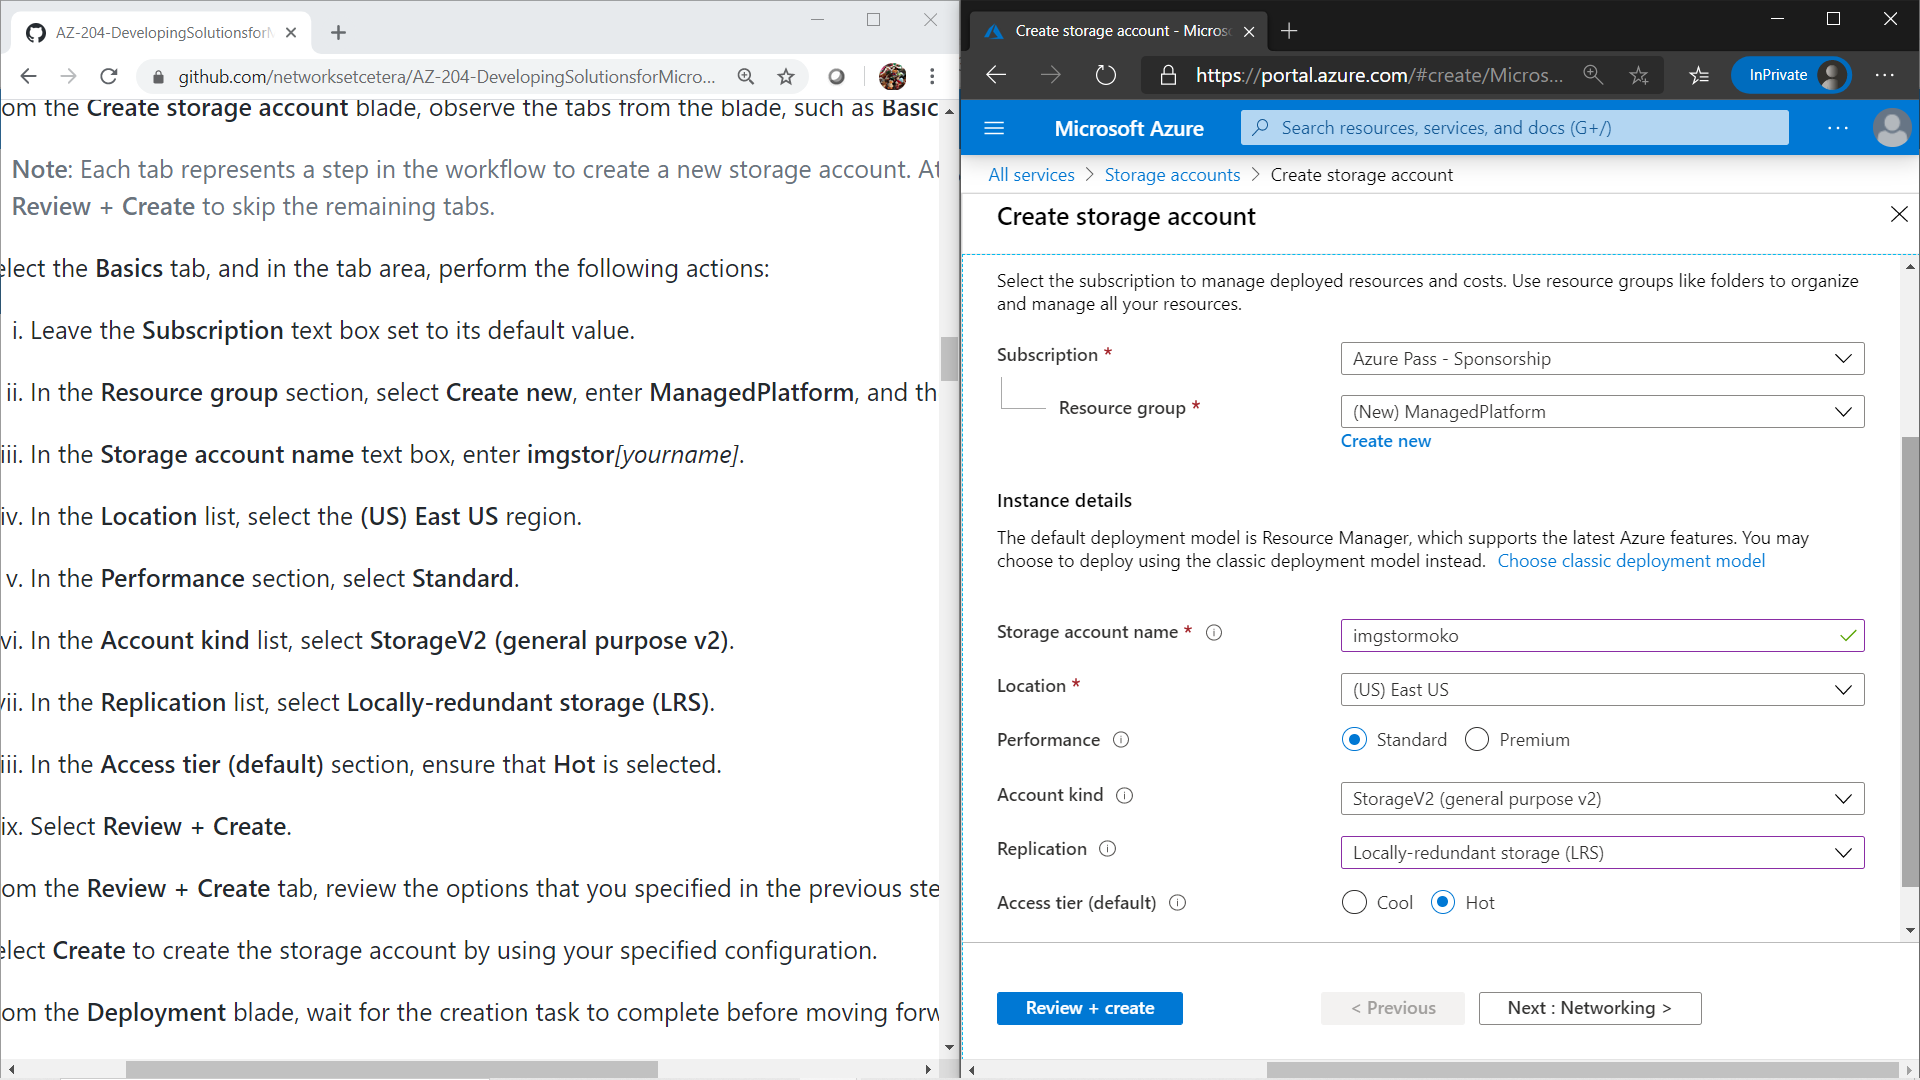 AZ-204-DevelopingSolutionsforM
github.com/networksetcetera/AZ-204-DevelopingSolutionsforMicro...
om the Create storage account blade, observe the tabs from the blade, such as Basic
Note: Each tab represents a step in the workflow to create a new storage account. At
Review + Create to skip the remaining tabs.
elect the Basics tab, and in the tab area, perform the following actions:
i. Leave the Subscription text box set to its default value.
ii. In the Resource group section, select Create new, enter ManagedPlatform, and th
iii. In the Storage account name text box, enter imgstor[yourname].
iv. In the Location list, select the (US) East US region.
v. In the Performance section, select Standard.
vi. In the Account kind list, select StorageV2 (general purpose v2).
vii. In the Replication list, select Locally-redundant storage (LRS).
iii. In the Access tier (default) section, ensure that Hot is selected.
ix. Select Review + Create.
om the Review + Create tab, review the options that you specified in the previous ste
elect Create to create the storage account by using your specified configuration.
om the Deployment blade, wait for the creation task to complete before moving forw
Create storage account - Micros
https://portal.azure.com/#create/Micros...
InPrivate
Microsoft Azure
Search resources, services, and docs (G+/)
All services > Storage accounts > Create storage account
Create storage account
Select the subscription to manage deployed resources and costs. Use resource groups like folders to organize
and manage all your resources.
Subscription *
Azure Pass - Sponsorship
Resource group *
(New) ManagedPlatform
Create new
Instance details
The default deployment model is Resource Manager, which supports the latest Azure features. You may
choose to deploy using the classic deployment model instead. Choose classic deployment model
Storage account name *
imgstormoko
Location *
(US) East US
Performance
Standard
Premium
Account kind
StorageV2 (general purpose v2)
Replication
Locally-redundant storage (LRS)
Access tier (default)
Cool
Hot
Review + create
< Previous
Next : Networking >